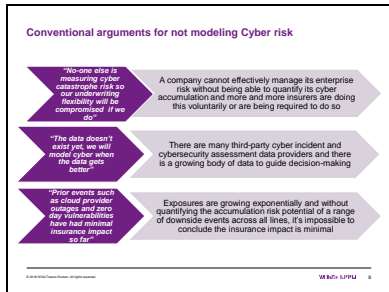 Conventional arguments for not modeling Cyber risk
"No-one else is
measuring cyber
catastrophe risk so
our underwriting
flexibility will be
compromised if we
do"
A company cannot effectively manage its enterprise
risk without being able to quantify its cyber
accumulation and more and more insurers are doing
this voluntarily or are being required to do so
"The data doesn't
exist yet, we will
model cyber when
the data gets
better"
There are many third-party cyber incident and
cybersecurity assessment data providers and there
is a growing body of data to guide decision-making
"Prior events such
as cloud provider
outages and zero
day vulnerabilities
have had minimal
insurance impact
so far"
Exposures are growing exponentially and without
quantifying the accumulation risk potential of a range
of downside events across all lines, it's impossible to
conclude the insurance impact is minimal
Willis Towers Watson. All rights reserved.
8